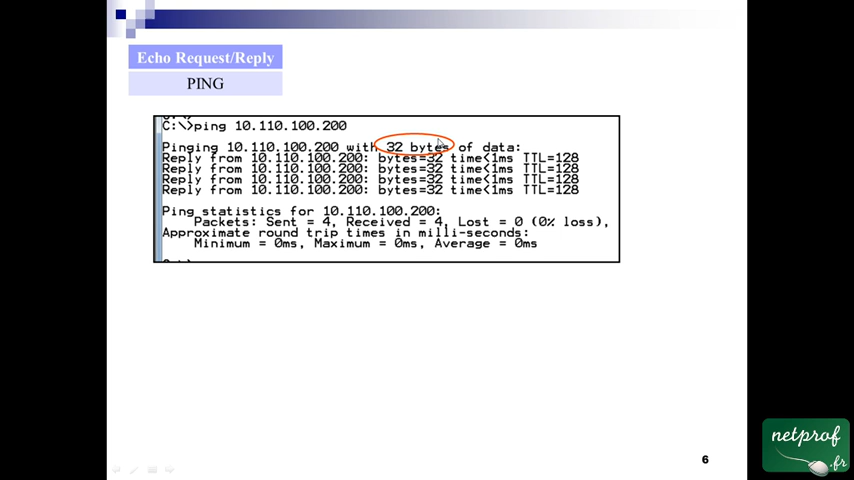 Echo Request/Reply
PING
C:\>ping 10.110.100.200
Pinging 10.110.100.200 with 32 bytes of data:
Reply from 10.110.100.200: bytes=32 time<1ms TTL=128
Reply from 10.110.100.200: bytes=32 time<1ms TTL=128
Reply from 10.110.100.200: bytes=32 time<1ms TTL=128
Reply from 10.110.100.200: bytes=32 time<1ms TTL=128
Ping statistics for 10.110.100.200:
Packets: Sent = 4, Received = 4, Lost = 0 (0% loss),
Approximate round trip times in milli-seconds:
Minimum = 0ms, Maximum = 0ms, Average = 0ms
6
netprof
.fr